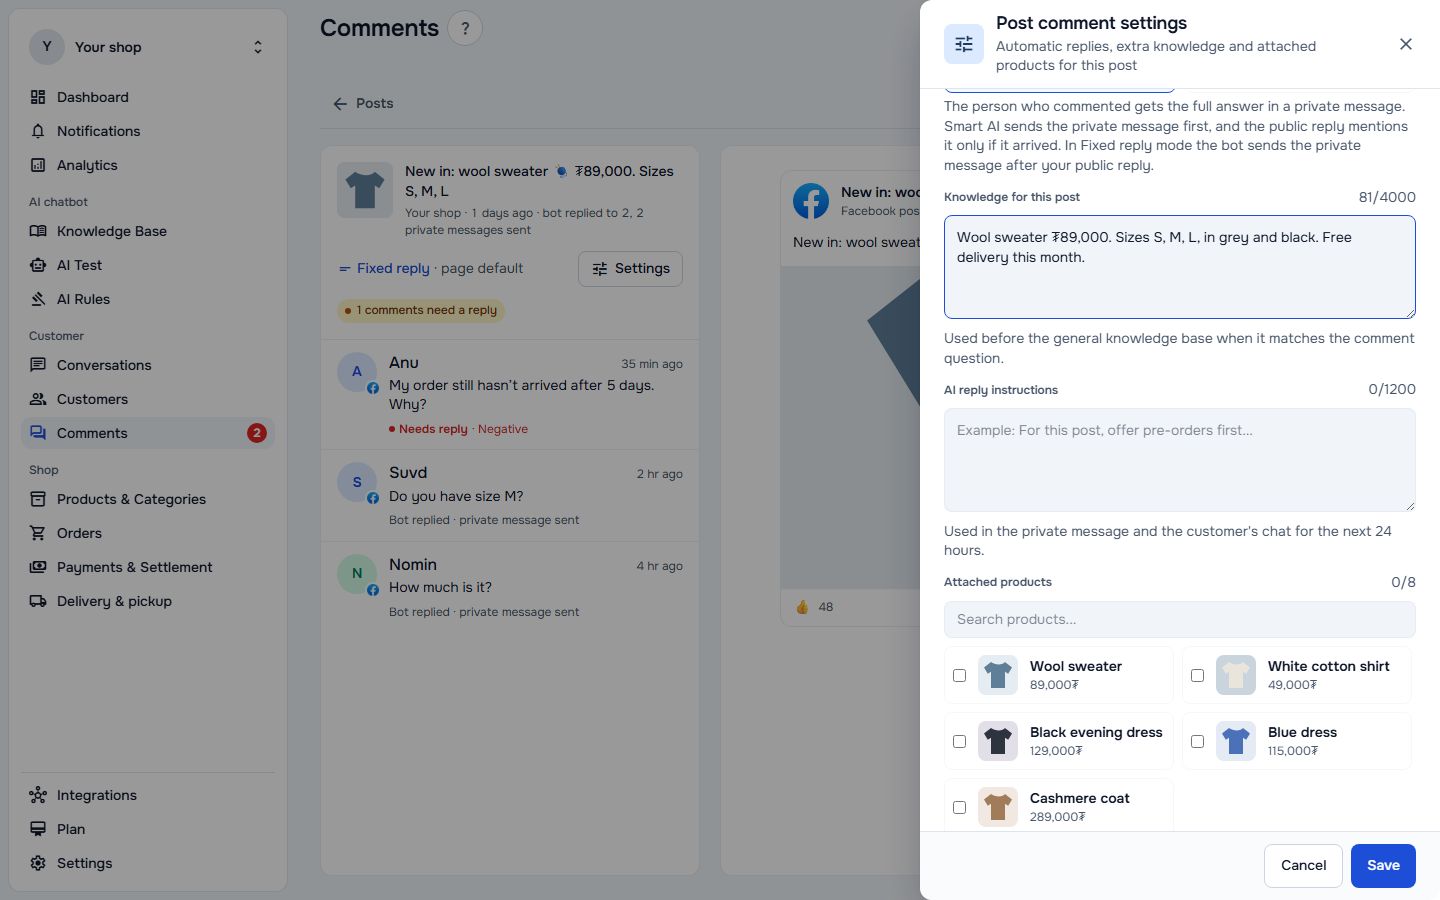 Y Your shop
Dashboard
Notifications
Analytics
AI chatbot
Knowledge Base
AI Test
AI Rules
Customer
Conversations
Customers
Comments 2
Shop
Products & Categories
Orders
Payments & Settlement
Delivery & pickup
Integrations
Plan
Settings
Comments ?
Posts
New in: wool sweater 🧶 ₮89,000. Sizes
S, M, L
Your shop · 1 days ago · bot replied to 2, 2
private messages sent
Fixed reply · page default
Settings
1 comments need a reply
A Anu 35 min ago
My order still hasn't arrived after 5 days.
Why?
Needs reply · Negative
S Suvd 2 hr ago
Do you have size M?
Bot replied · private message sent
N Nomin 4 hr ago
How much is it?
Bot replied · private message sent
New in: woo
Facebook pos
New in: wool sweat
👍 48
Post comment settings
Automatic replies, extra knowledge and attached
products for this post
The person who commented gets the full answer in a private message.
Smart AI sends the private message first, and the public reply mentions
it only if it arrived. In Fixed reply mode the bot sends the private
message after your public reply.
Knowledge for this post 81/4000
Wool sweater ₮89,000. Sizes S, M, L, in grey and black. Free
delivery this month.
Used before the general knowledge base when it matches the comment
question.
AI reply instructions 0/1200
Example: For this post, offer pre-orders first...
Used in the private message and the customer's chat for the next 24
hours.
Attached products 0/8
Search products...
Wool sweater
89,000₮
White cotton shirt
49,000₮
Black evening dress
129,000₮
Blue dress
115,000₮
Cashmere coat
289,000₮
Cancel
Save